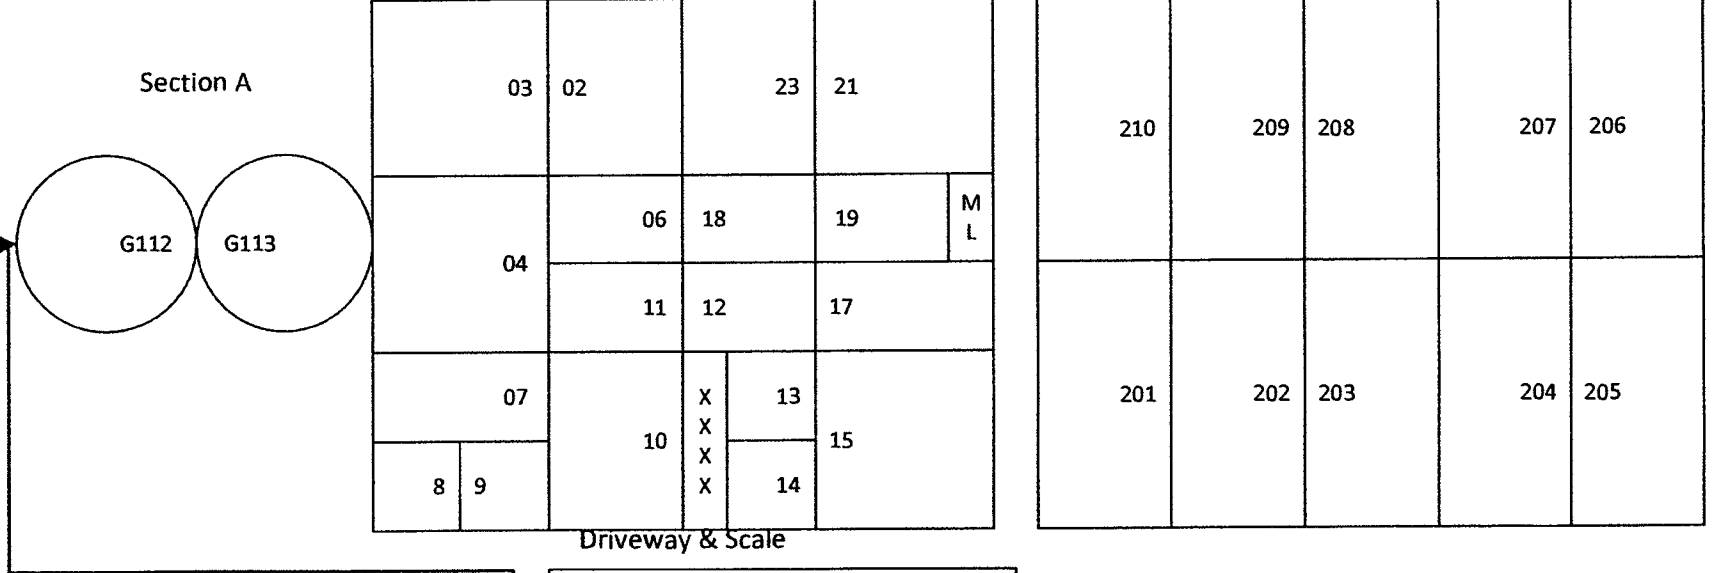 Section A
03 02 23 21
210 209 208 207 206
06 18 19 M
L
G112 G113
04
11 12 17
07 X 13
201 202 203 204 205
X
10 15
X
8 9 X 14
Driveway & Scale